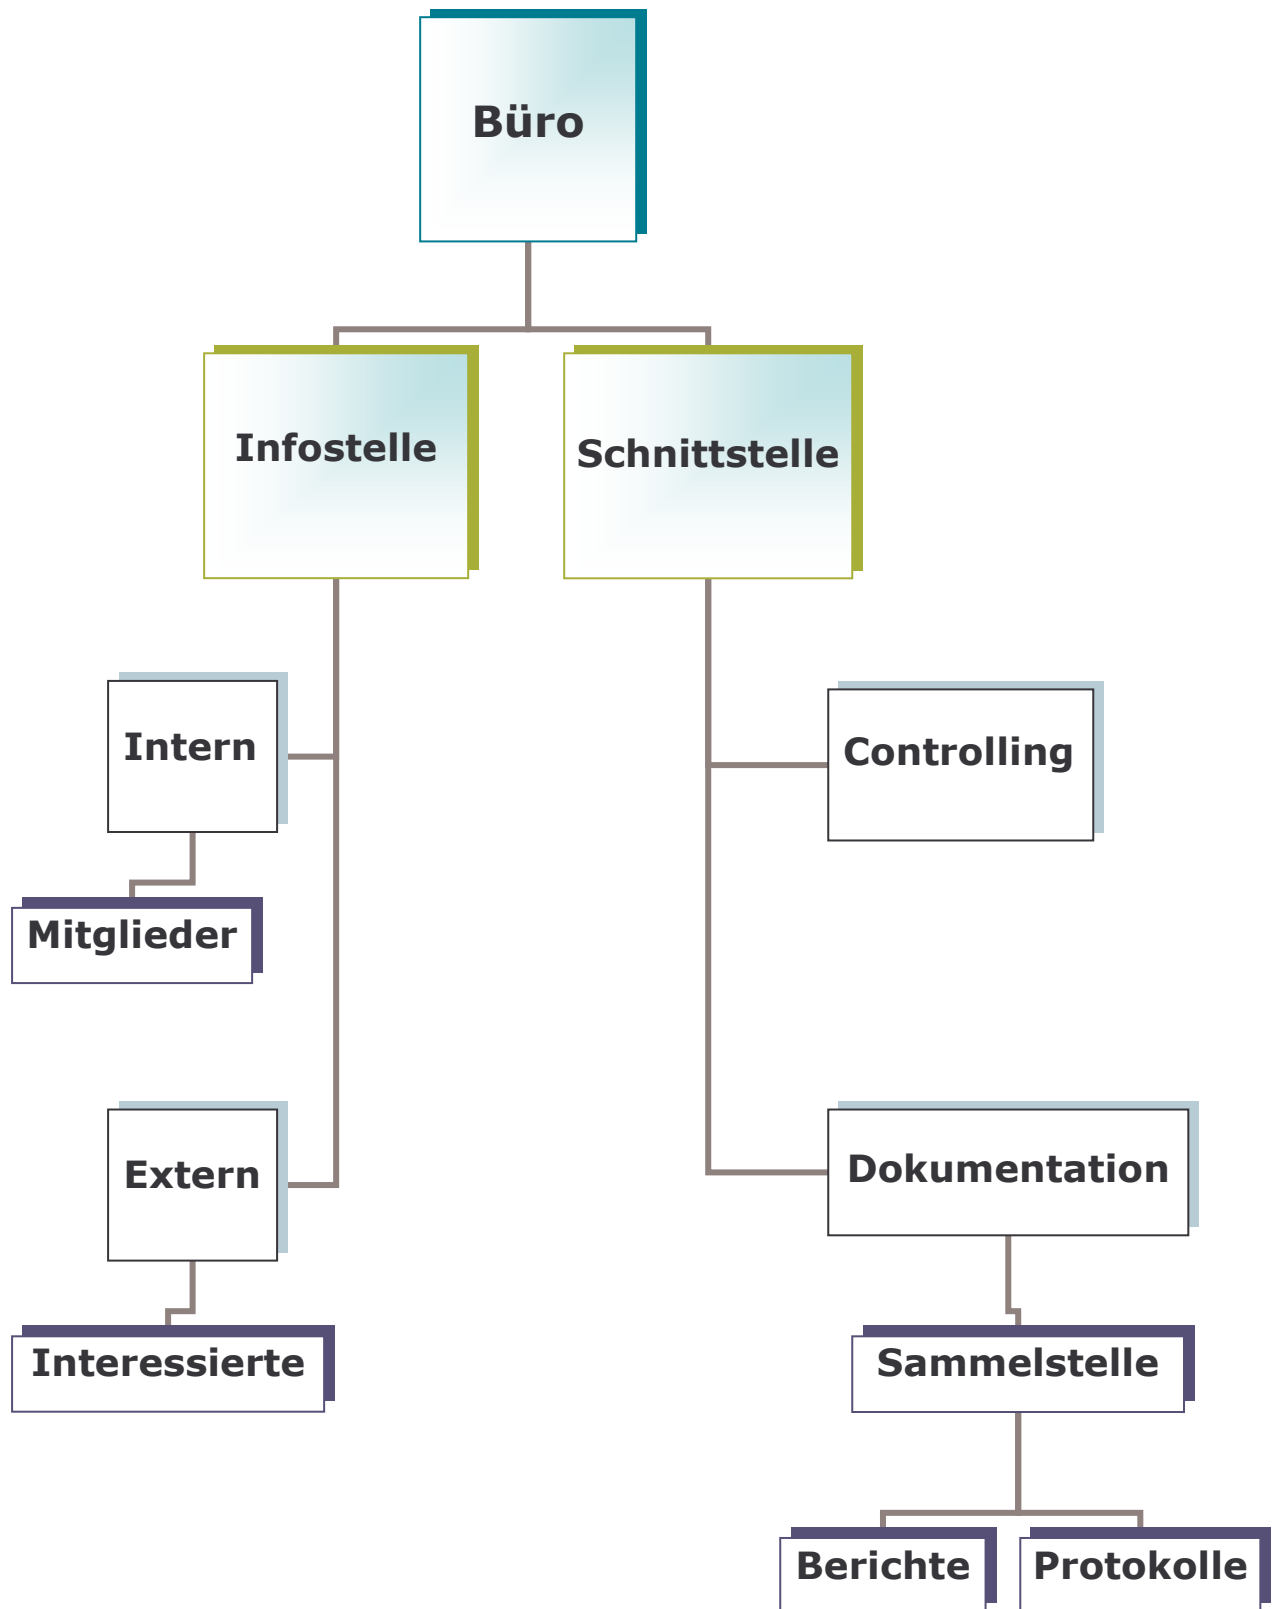 Büro
Infostelle
Schnittstelle
Intern
Controlling
Mitglieder
Extern
Dokumentation
Interessierte
Sammelstelle
Berichte
Protokolle